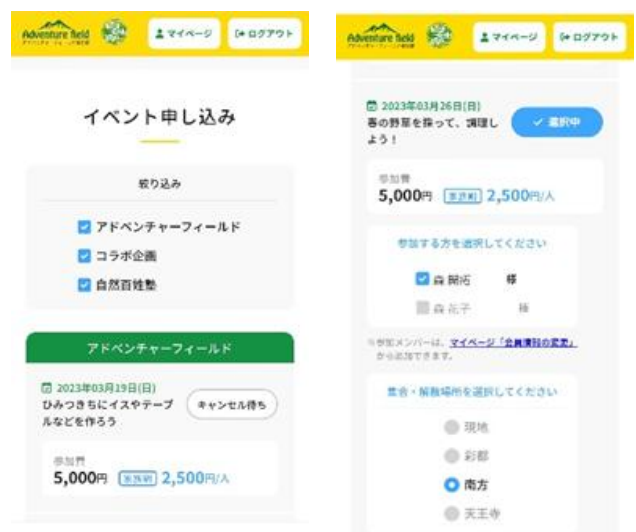 Adventure field
マイページ
ログアウト
イベント申し込み
絞り込み
アドベンチャーフィールド
コラボ企画
自然百姓塾
アドベンチャーフィールド
2023年03月19日(日)
ひみつきちにイスやテーブ
ルなどを作ろう
キャンセル待ち
参加費
5,000円 家族割 2,500円/人
Adventure field
マイページ
ログアウト
2023年03月26日(日)
春の野草を採って、調理し
よう！
選択中
参加費
5,000円 家族割 2,500円/人
参加する方を選択してください
森 開拓 様
森 花子 様
※参加メンバーは、マイページ「会員情報の変更」
から追加できます。
集合・解散場所を選択してください
現地
彩都
南方
天王寺